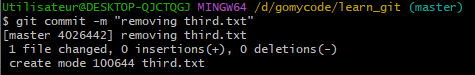 Utilisateur@DESKTOP-QJCTQGJ MINGW64 /d/gomycode/learn_git (master)
$ git commit -m "removing third.txt"
[master 4026442] removing third.txt
 1 file changed, 0 insertions(+), 0 deletions(-)
 create mode 100644 third.txt